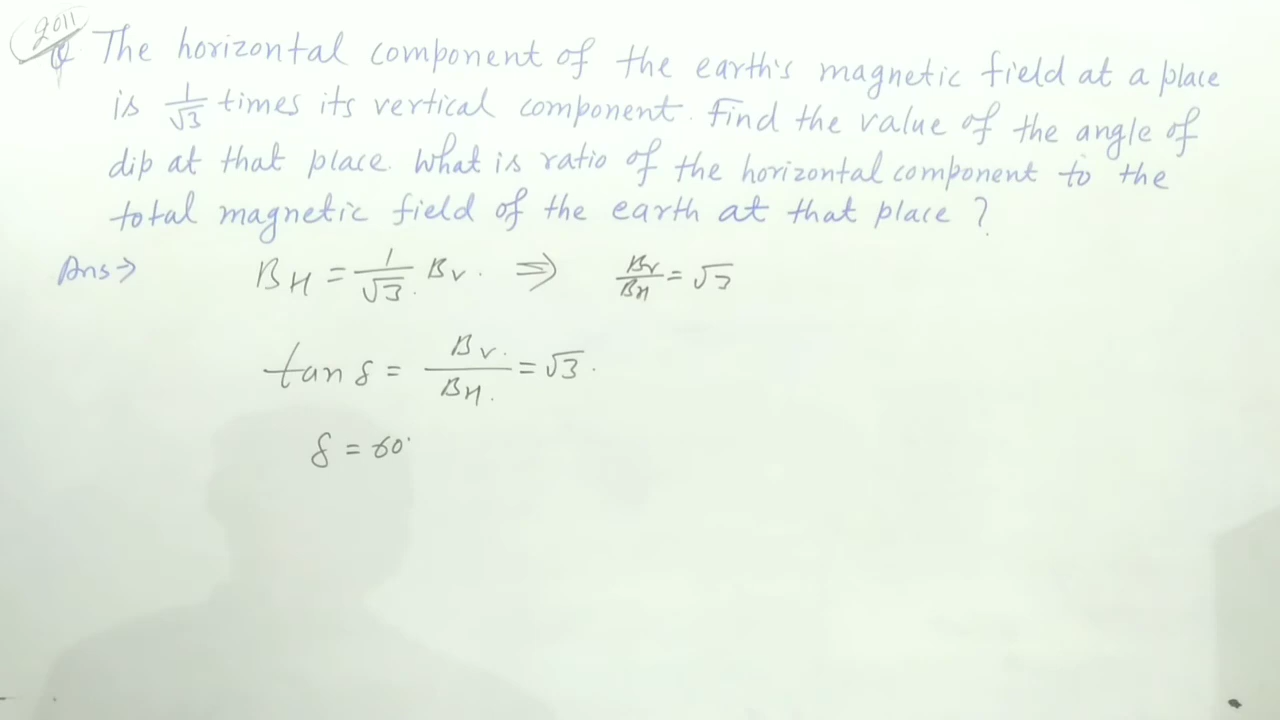 2011
Q The horizontal component of the earth's magnetic field at a place
is 1/√3 times its vertical component. Find the value of the angle of
dip at that place. What is ratio of the horizontal component to the
total magnetic field of the earth at that place ?
Ans→ BH = 1/√3 . Bv . ⇒ Bv/BH = √3
tan δ = Bv./BH. = √3 .
δ = 60°